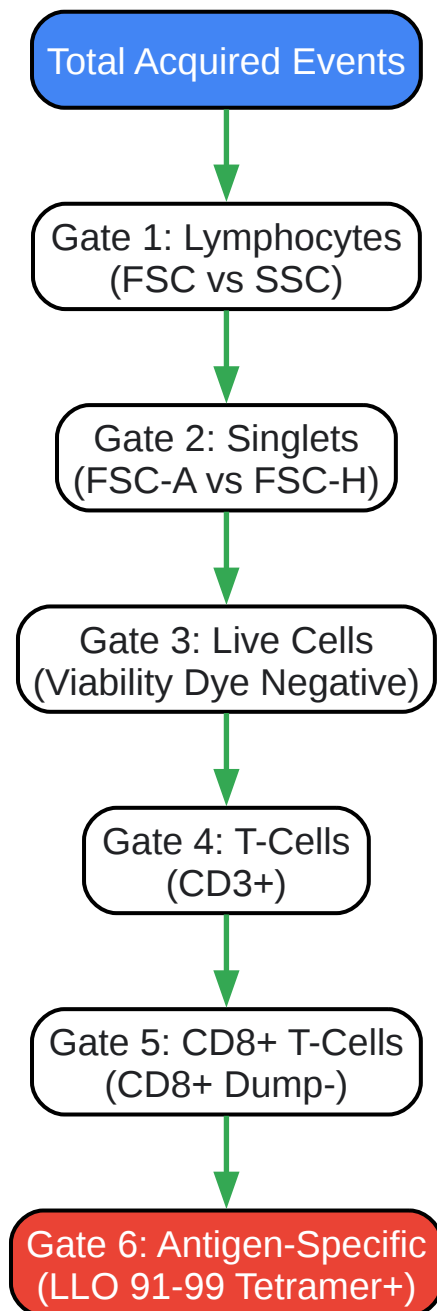 Total Acquired Events
Gate 1: Lymphocytes
(FSC vs SSC)
Gate 2: Singlets
(FSC-A vs FSC-H)
Gate 3: Live Cells
(Viability Dye Negative)
Gate 4: T-Cells
(CD3+)
Gate 5: CD8+ T-Cells
(CD8+ Dump-)
Gate 6: Antigen-Specific
(LLO 91-99 Tetramer+)